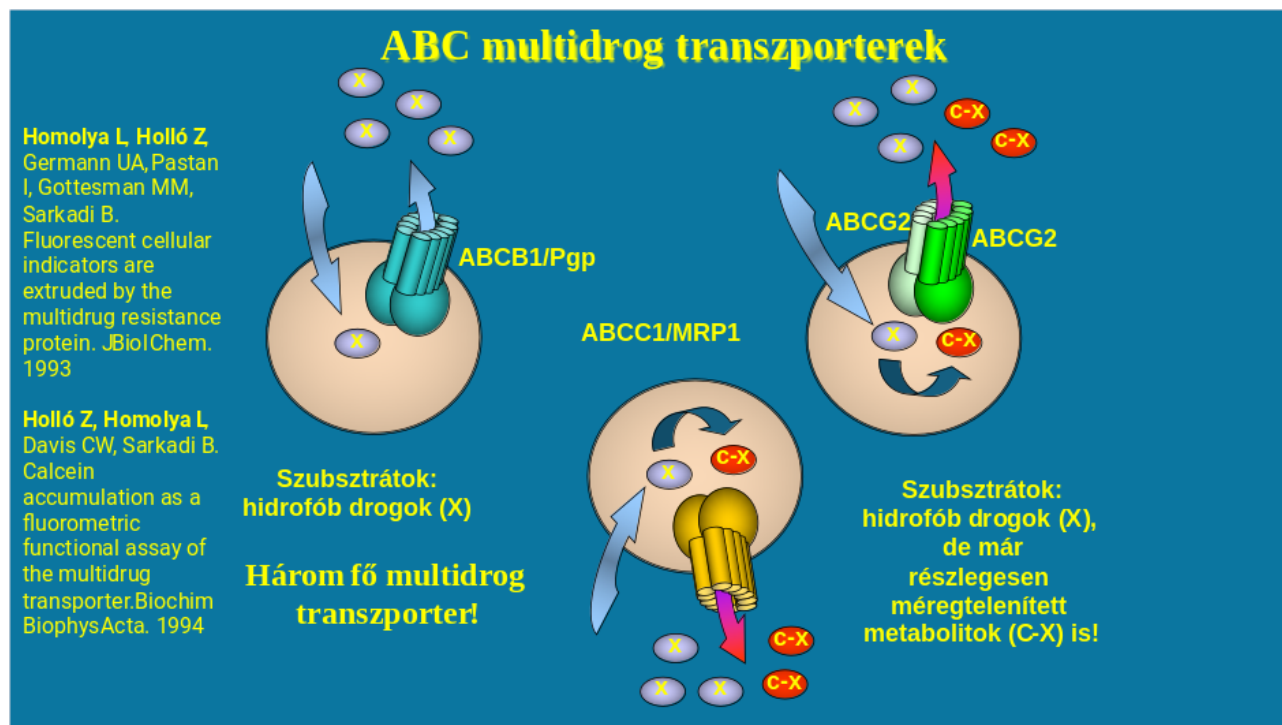 ABC multidrog transzporterek
Homolya L, Holló Z,
Germann UA, Pastan
I, Gottesman MM,
Sarkadi B.
Fluorescent cellular
indicators are
extruded by the
multidrug resistance
protein. JBiolChem.
1993
Holló Z, Homolya L,
Davis CW, Sarkadi B.
Calcein
accumulation as a
fluorometric
functional assay of
the multidrug
transporter.Biochim
BiophysActa. 1994
X
X
X
X
ABCB1/Pgp
X
Szubsztrátok:
hidrofób drogok (X)
Három fő multidrog
transzporter!
ABCC1/MRP1
X
C-X
X
C-X
X
X
C-X
X
X
C-X
C-X
X
ABCG2
ABCG2
X
C-X
Szubsztrátok:
hidrofób drogok (X),
de már
részlegesen
méregtelenített
metabolitok (C-X) is!